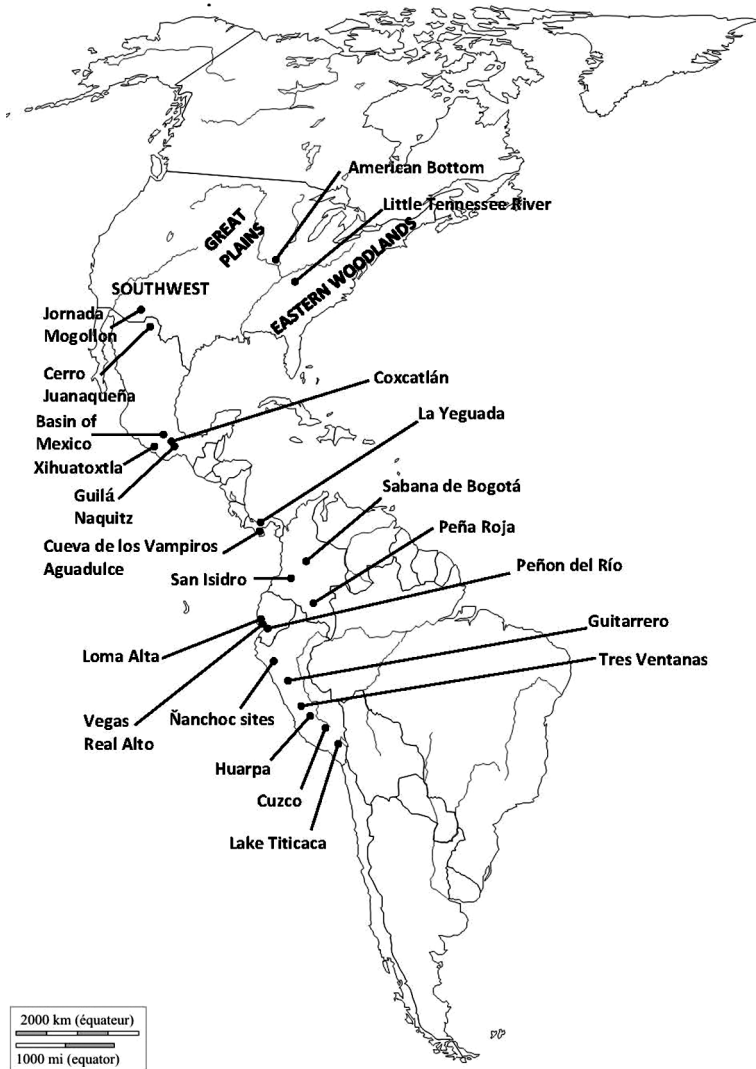 American Bottom
Little Tennessee River
GREAT
PLAINS
EASTERN WOODLANDS
SOUTHWEST
Jornada
Mogollon
Cerro
Juanaqueña
Coxcatlán
Basin of
Mexico
La Yeguada
Xihuatoxtla
Guilá
Naquitz
Sabana de Bogotá
Peña Roja
Cueva de los Vampiros
Aguadulce
San Isidro
Peñon del Río
Guitarrero
Loma Alta
Tres Ventanas
Vegas
Real Alto
Ñanchoc sites
Huarpa
Cuzco
Lake Titicaca
2000 km (équateur)
1000 mi (equator)